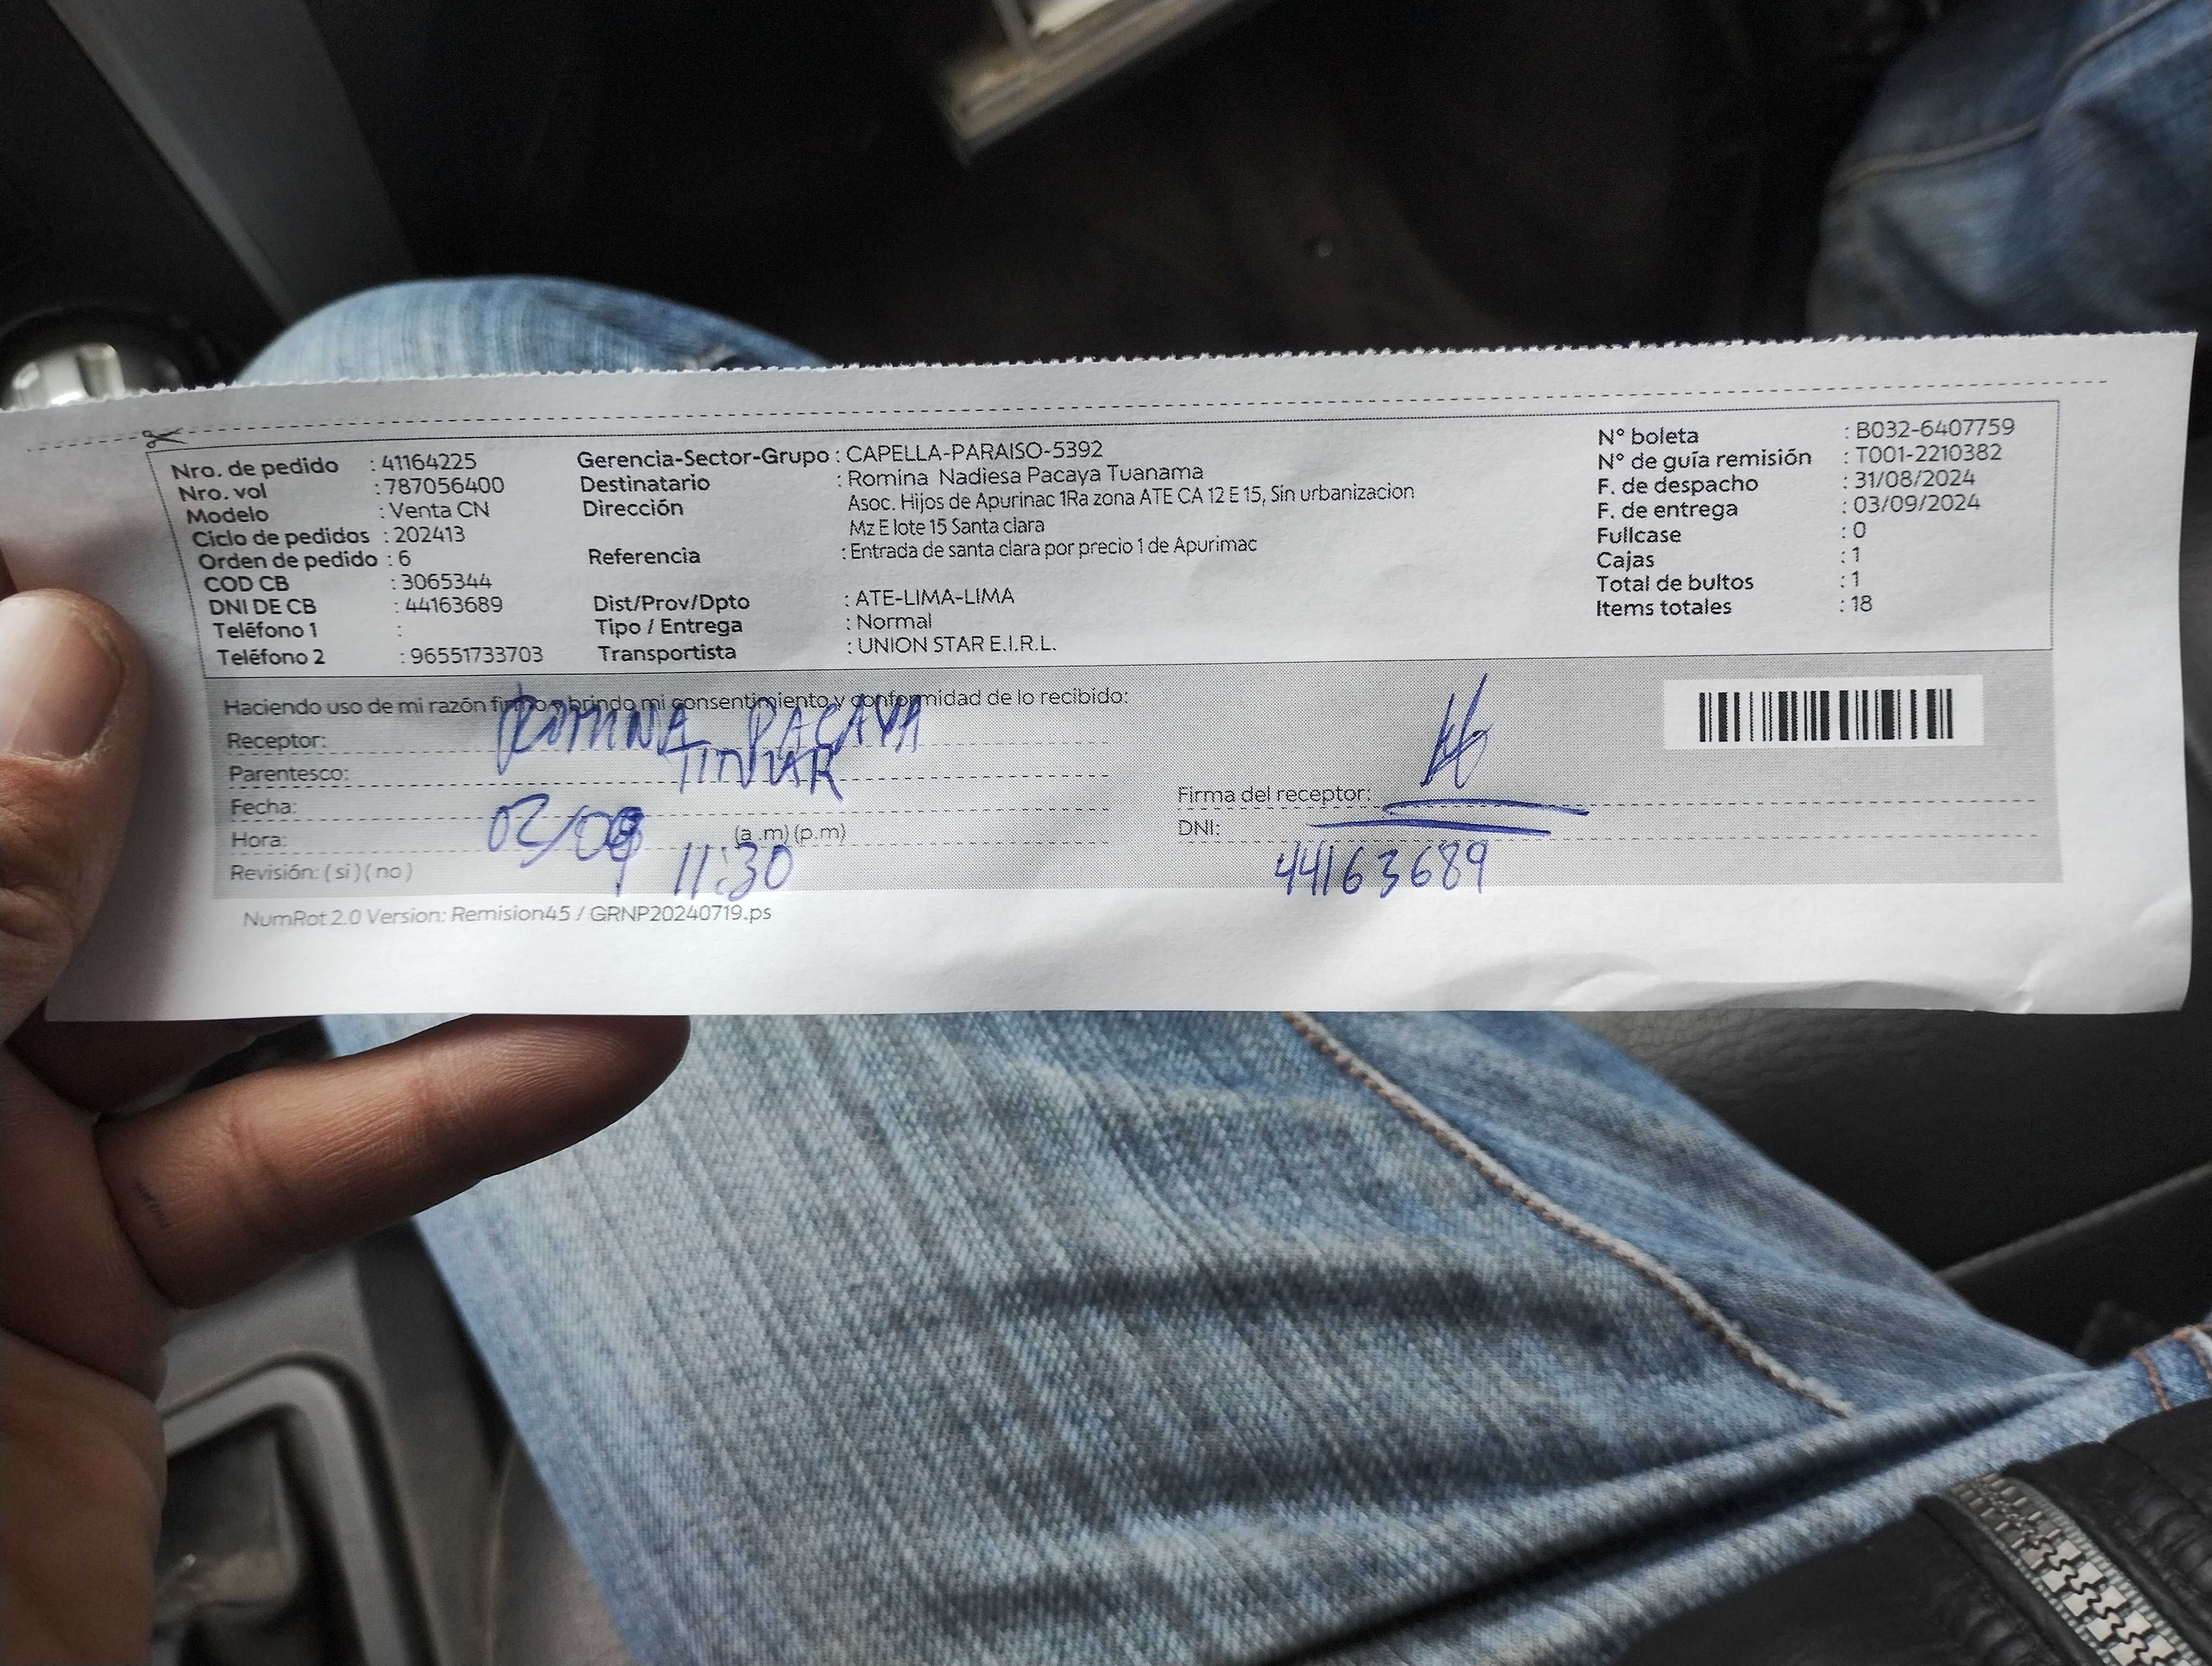 Nro. de pedido : 41164225
Nro. vol : 787056400
Modelo : Venta CN
Ciclo de pedidos : 202413
Orden de pedido : 6
COD CB : 3065344
DNI DE CB : 44163689
Teléfono 1 :
Teléfono 2 : 96551733703
Gerencia-Sector-Grupo : CAPELLA-PARAISO-5392
Destinatario : Romina Nadiesa Pacaya Tuanama
Dirección Asoc. Hijos de Apurinac 1Ra zona ATE CA 12 E 15, Sin urbanizacion
Mz E lote 15 Santa clara
Referencia : Entrada de santa clara por precio 1 de Apurimac
Dist/Prov/Dpto : ATE-LIMA-LIMA
Tipo / Entrega : Normal
Transportista : UNION STAR E.I.R.L.
N° boleta : B032-6407759
N° de guía remisión : T001-2210382
F. de despacho : 31/08/2024
F. de entrega : 03/09/2024
Fullcase : 0
Cajas : 1
Total de bultos : 1
Items totales : 18
Haciendo uso de mi razón firmo y brindo mi consentimiento y conformidad de lo recibido:
Receptor: ROMINA PACAYA
Parentesco:
Fecha:
Hora: (a .m) (p.m)
11:30
Revisión: ( si ) ( no )
Firma del receptor:
DNI:
44163689
NumRot 2.0 Version: Remision45 / GRNP20240719.ps